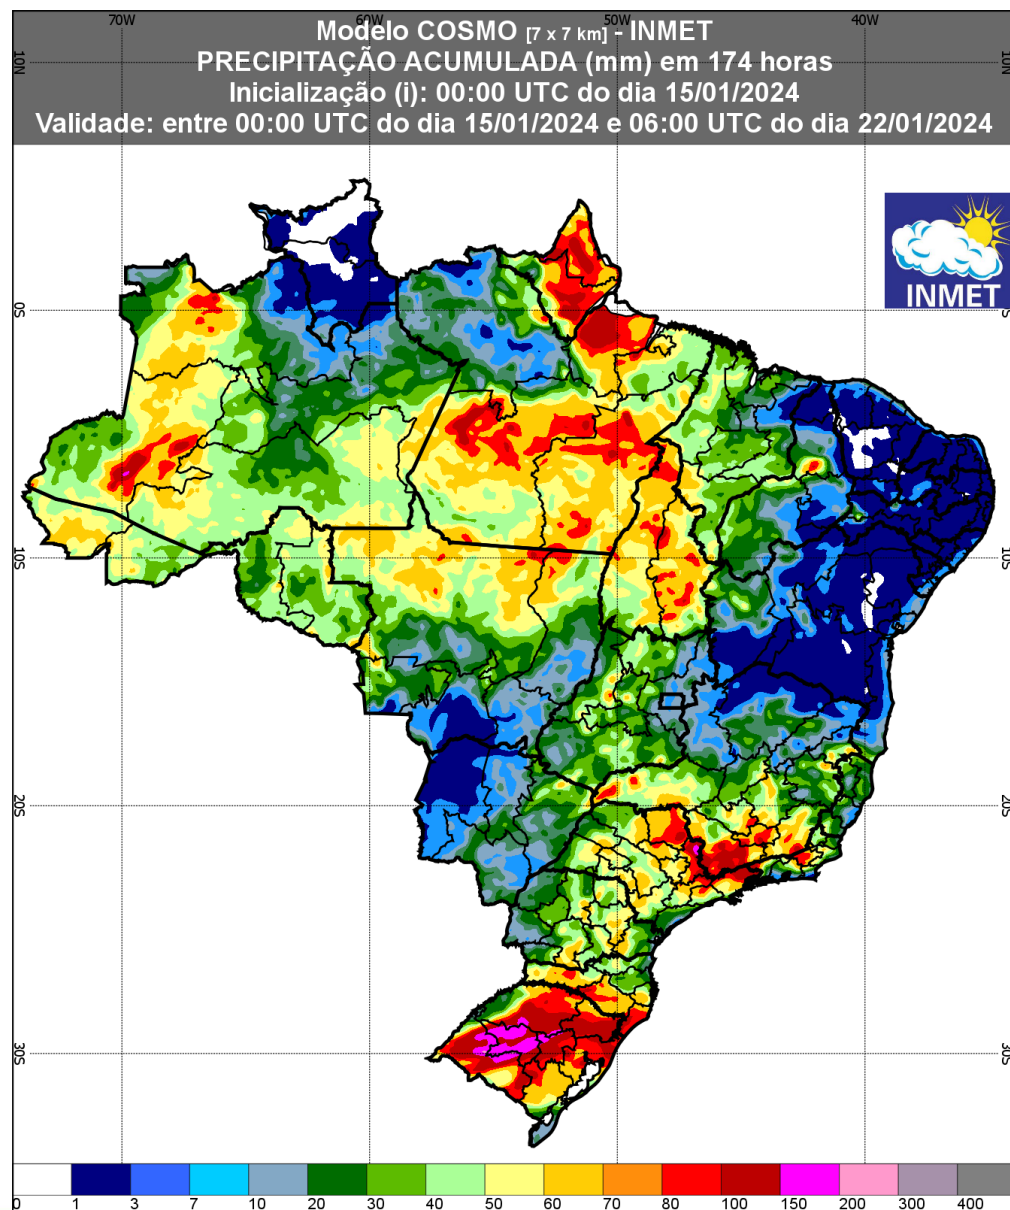 70W 60W 50W 40W
Modelo COSMO [7 x 7 km] - INMET
10N 10N
PRECIPITAÇÃO ACUMULADA (mm) em 174 horas
Inicialização (i): 00:00 UTC do dia 15/01/2024
Validade: entre 00:00 UTC do dia 15/01/2024 e 06:00 UTC do dia 22/01/2024
INMET
0S S
10S 10S
20S 20S
30S 30S
0 1 3 7 10 20 30 40 50 60 70 80 100 150 200 300 400